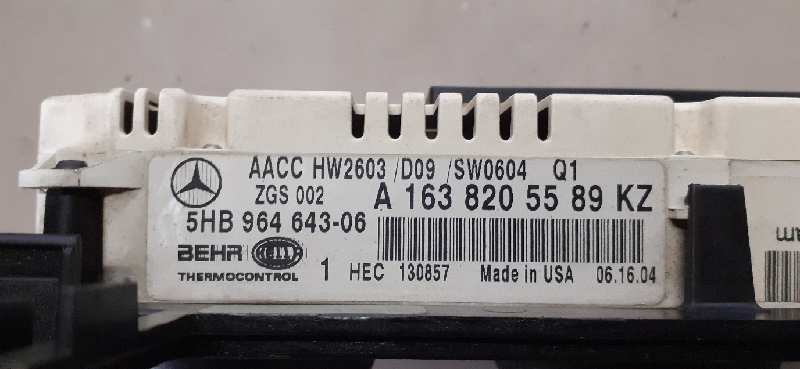 AACC HW2603 /D09 /SW0604 Q1
ZGS 002 A 163 820 55 89 KZ
5HB 964 643-06
BEHR
THERMOCONTROL 1 HEC 130857 Made in USA 06.16.04